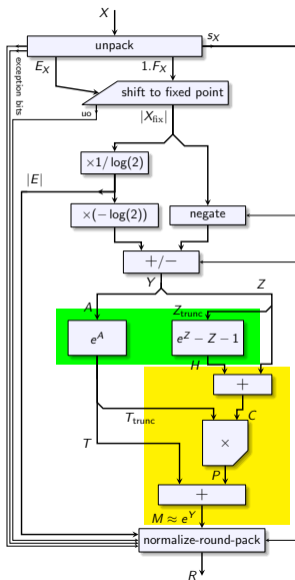 X
unpack
s_X
E_X
1.F_X
exception bits
shift to fixed point
ufl
|X_fix|
×1/log(2)
|E|
×(−log(2))
negate
+/−
Y
Z
A
Z_trunc
e^A
e^Z − Z − 1
H
+
T_trunc
C
×
T
P
+
M ≈ e^Y
normalize-round-pack
R